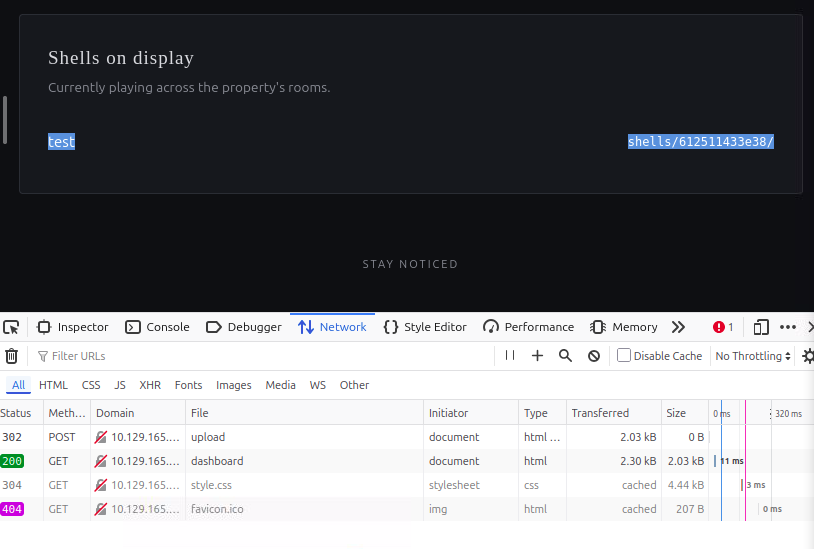 Shells on display
Currently playing across the property's rooms.
test shells/612511433e38/
STAY NOTICED
Inspector Console Debugger Network Style Editor Performance Memory 1
Filter URLs Disable Cache No Throttling
All HTML CSS JS XHR Fonts Images Media WS Other
Status Meth... Domain File Initiator Type Transferred Size 0 ms 320 ms
302 POST 10.129.165.... upload document html ... 2.03 kB 0 B
200 GET 10.129.165.... dashboard document html 2.30 kB 2.03 kB 11 ms
304 GET 10.129.165.... style.css stylesheet css cached 4.44 kB 3 ms
404 GET 10.129.165.... favicon.ico img html cached 207 B 0 ms